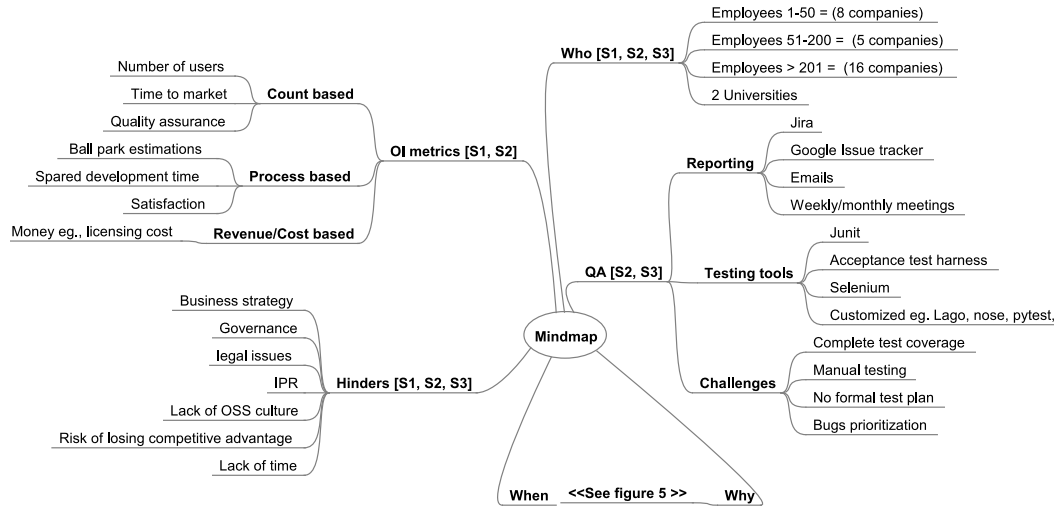 Mindmap
Who [S1, S2, S3]
Employees 1-50 = (8 companies)
Employees 51-200 =  (5 companies)
Employees > 201 =  (16 companies)
2 Universities
OI metrics [S1, S2]
Count based
Number of users
Time to market
Quality assurance
Process based
Ball park estimations
Spared development time
Satisfaction
Revenue/Cost based
Money eg., licensing cost
QA [S2, S3]
Reporting
Jira
Google Issue tracker
Emails
Weekly/monthly meetings
Testing tools
Junit
Acceptance test harness
Selenium
Customized eg. Lago, nose, pytest,
Challenges
Complete test coverage
Manual testing
No formal test plan
Bugs prioritization
Hinders [S1, S2, S3]
Business strategy
Governance
legal issues
IPR
Lack of OSS culture
Risk of losing competitive advantage
Lack of time
When
<<See figure 5 >>
Why